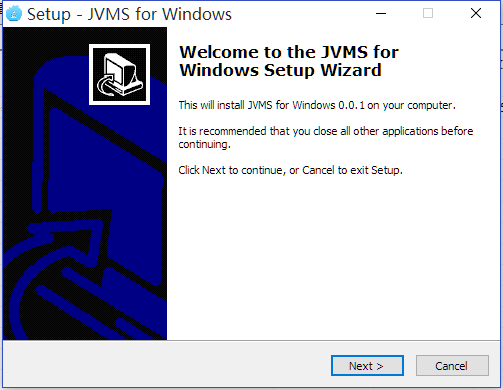 Setup - JVMS for Windows
Welcome to the JVMS for
Windows Setup Wizard
This will install JVMS for Windows 0.0.1 on your computer.
It is recommended that you close all other applications before
continuing.
Click Next to continue, or Cancel to exit Setup.
Next >
Cancel